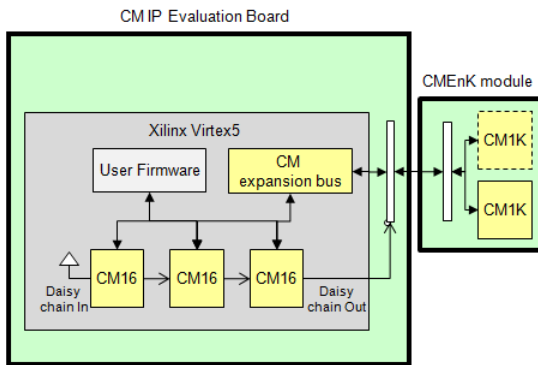 CM IP Evaluation Board
CMEnK module
Xilinx Virtex5
CM1K
User Firmware
CM
expansion bus
CM1K
CM16
CM16
CM16
Daisy
chain In
Daisy
chain Out